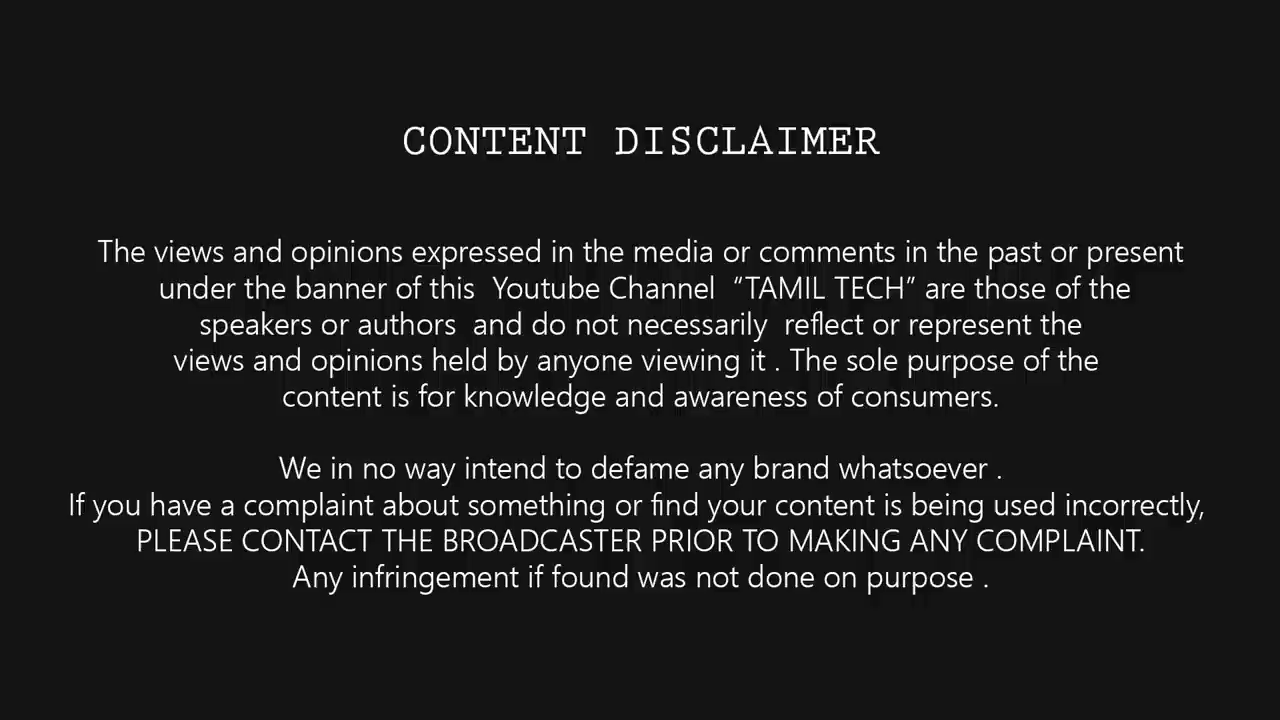 CONTENT DISCLAIMER
The views and opinions expressed in the media or comments in the past or present
under the banner of this  Youtube Channel  “TAMIL TECH” are those of the
speakers or authors  and do not necessarily  reflect or represent the
views and opinions held by anyone viewing it . The sole purpose of the
content is for knowledge and awareness of consumers.
We in no way intend to defame any brand whatsoever .
If you have a complaint about something or find your content is being used incorrectly,
PLEASE CONTACT THE BROADCASTER PRIOR TO MAKING ANY COMPLAINT.
Any infringement if found was not done on purpose .